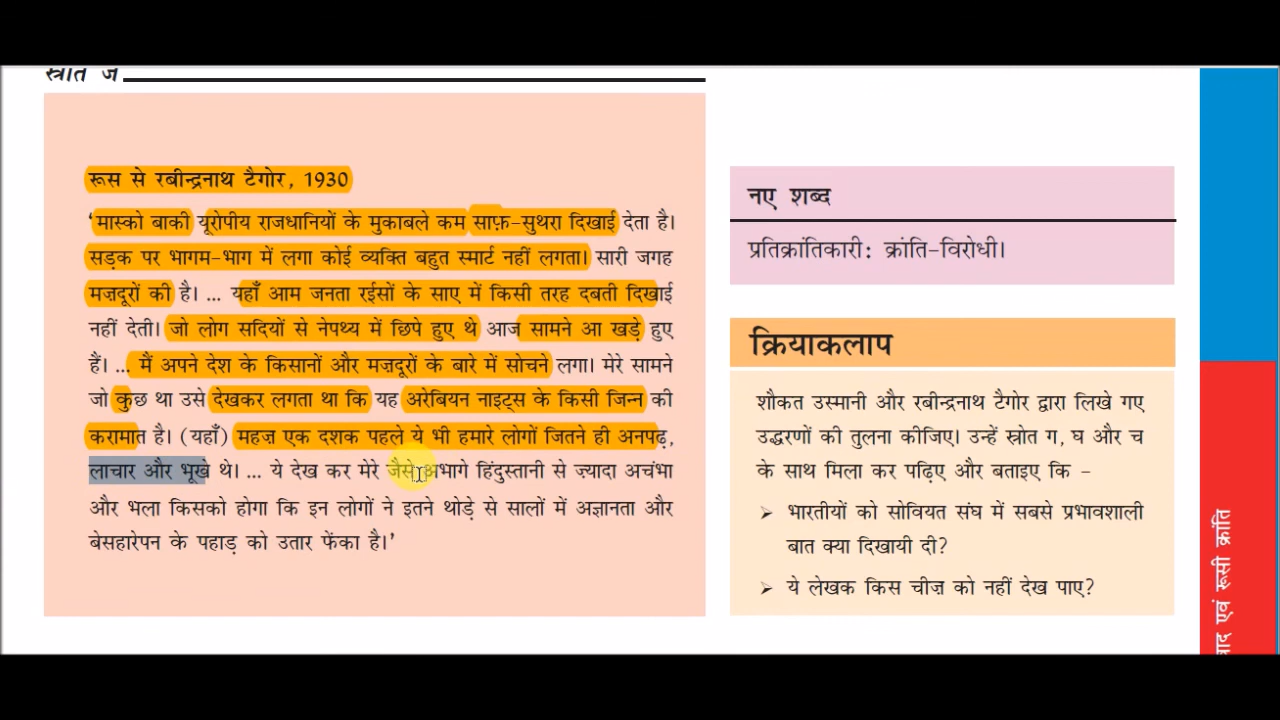 स्रोत ज
रूस से रबीन्द्रनाथ टैगोर, 1930
‘मास्को बाकी यूरोपीय राजधानियों के मुकाबले कम साफ़-सुथरा दिखाई देता है।
सड़क पर भागम-भाग में लगा कोई व्यक्ति बहुत स्मार्ट नहीं लगता। सारी जगह
मज़दूरों की है। ... यहाँ आम जनता रईसों के साए में किसी तरह दबती दिखाई
नहीं देती। जो लोग सदियों से नेपथ्य में छिपे हुए थे आज सामने आ खड़े हुए
हैं। ... मैं अपने देश के किसानों और मज़दूरों के बारे में सोचने लगा। मेरे सामने
जो कुछ था उसे देखकर लगता था कि यह अरेबियन नाइट्स के किसी जिन्न की
करामात है। (यहाँ) महज़ एक दशक पहले ये भी हमारे लोगों जितने ही अनपढ़,
लाचार और भूखे थे। ... ये देख कर मेरे जैसे अभागे हिंदुस्तानी से ज़्यादा अचंभा
और भला किसको होगा कि इन लोगों ने इतने थोड़े से सालों में अज्ञानता और
बेसहारेपन के पहाड़ को उतार फेंका है।’
नए शब्द
प्रतिक्रांतिकारी: क्रांति-विरोधी।
क्रियाकलाप
शौकत उस्मानी और रबीन्द्रनाथ टैगोर द्वारा लिखे गए
उद्धरणों की तुलना कीजिए। उन्हें स्रोत ग, घ और च
के साथ मिला कर पढ़िए और बताइए कि –
➢ भारतीयों को सोवियत संघ में सबसे प्रभावशाली
बात क्या दिखायी दी?
➢ ये लेखक किस चीज़ को नहीं देख पाए?
एवं रूसी क्रांति